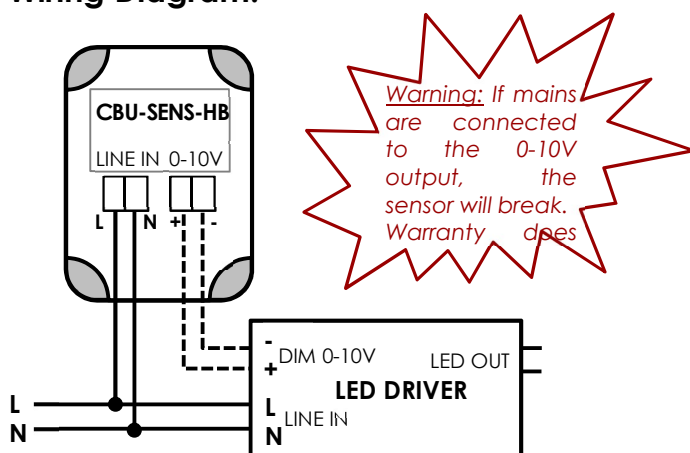 Wiring Diagram:
CBU-SENS-HB
LINE IN 0-10V
L N + -
Warning: If mains
are connected
to the 0-10V
output, the
sensor will break.
Warranty does
-
DIM 0-10V
LED OUT
+
LED DRIVER
L
L
LINE IN
N
N